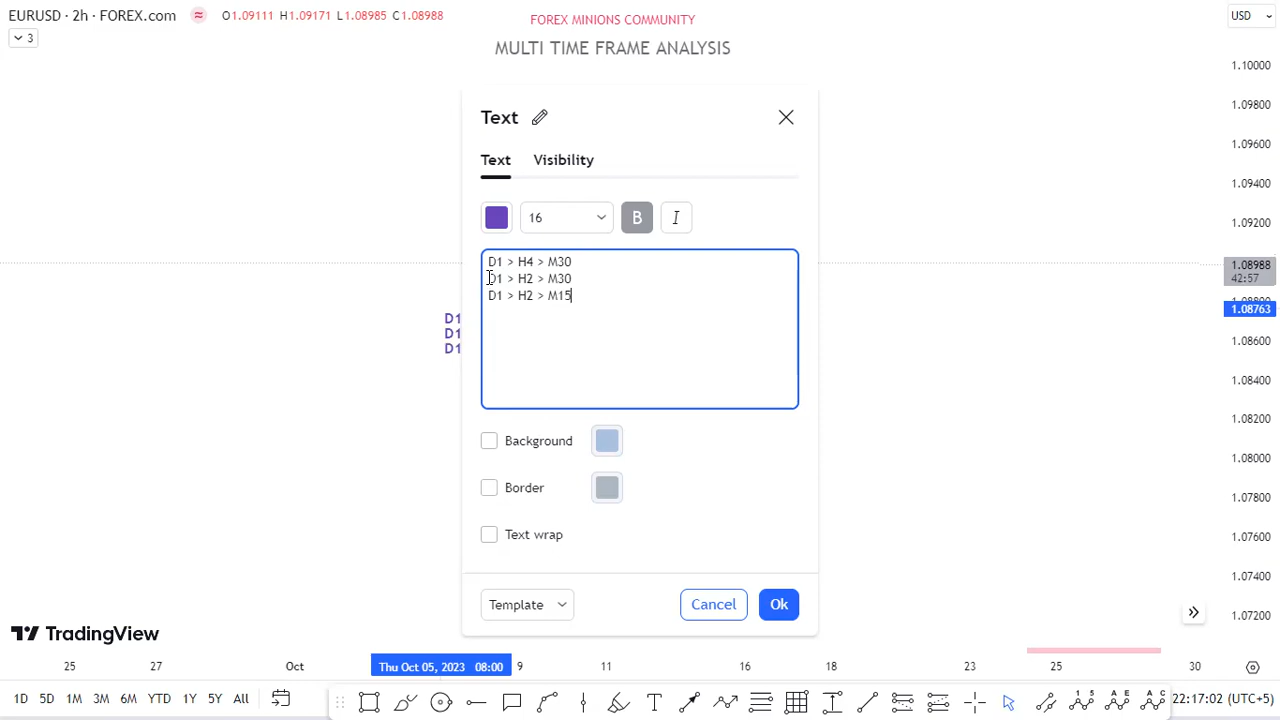 EURUSD · 2h · FOREX.com ≈ O1.09111 H1.09171 L1.08985 C1.08988
3
FOREX MINIONS COMMUNITY
MULTI TIME FRAME ANALYSIS
USD
1.10000
1.09800
1.09600
1.09400
1.09200
1.08988
42:57
1.08763
1.08600
1.08400
1.08200
1.08000
1.07800
1.07600
1.07400
1.07200
Text
Text Visibility
16 B I
D1 > H4 > M30
D1 > H2 > M30
D1 > H2 > M15
D1
D1
D1
Background
Border
Text wrap
Template Cancel Ok
TradingView
25 27 Oct Thu Oct 05, 2023 08:00 9 11 16 18 23 25 30
1D 5D 1M 3M 6M YTD 1Y 5Y All 22:17:02 (UTC+5)